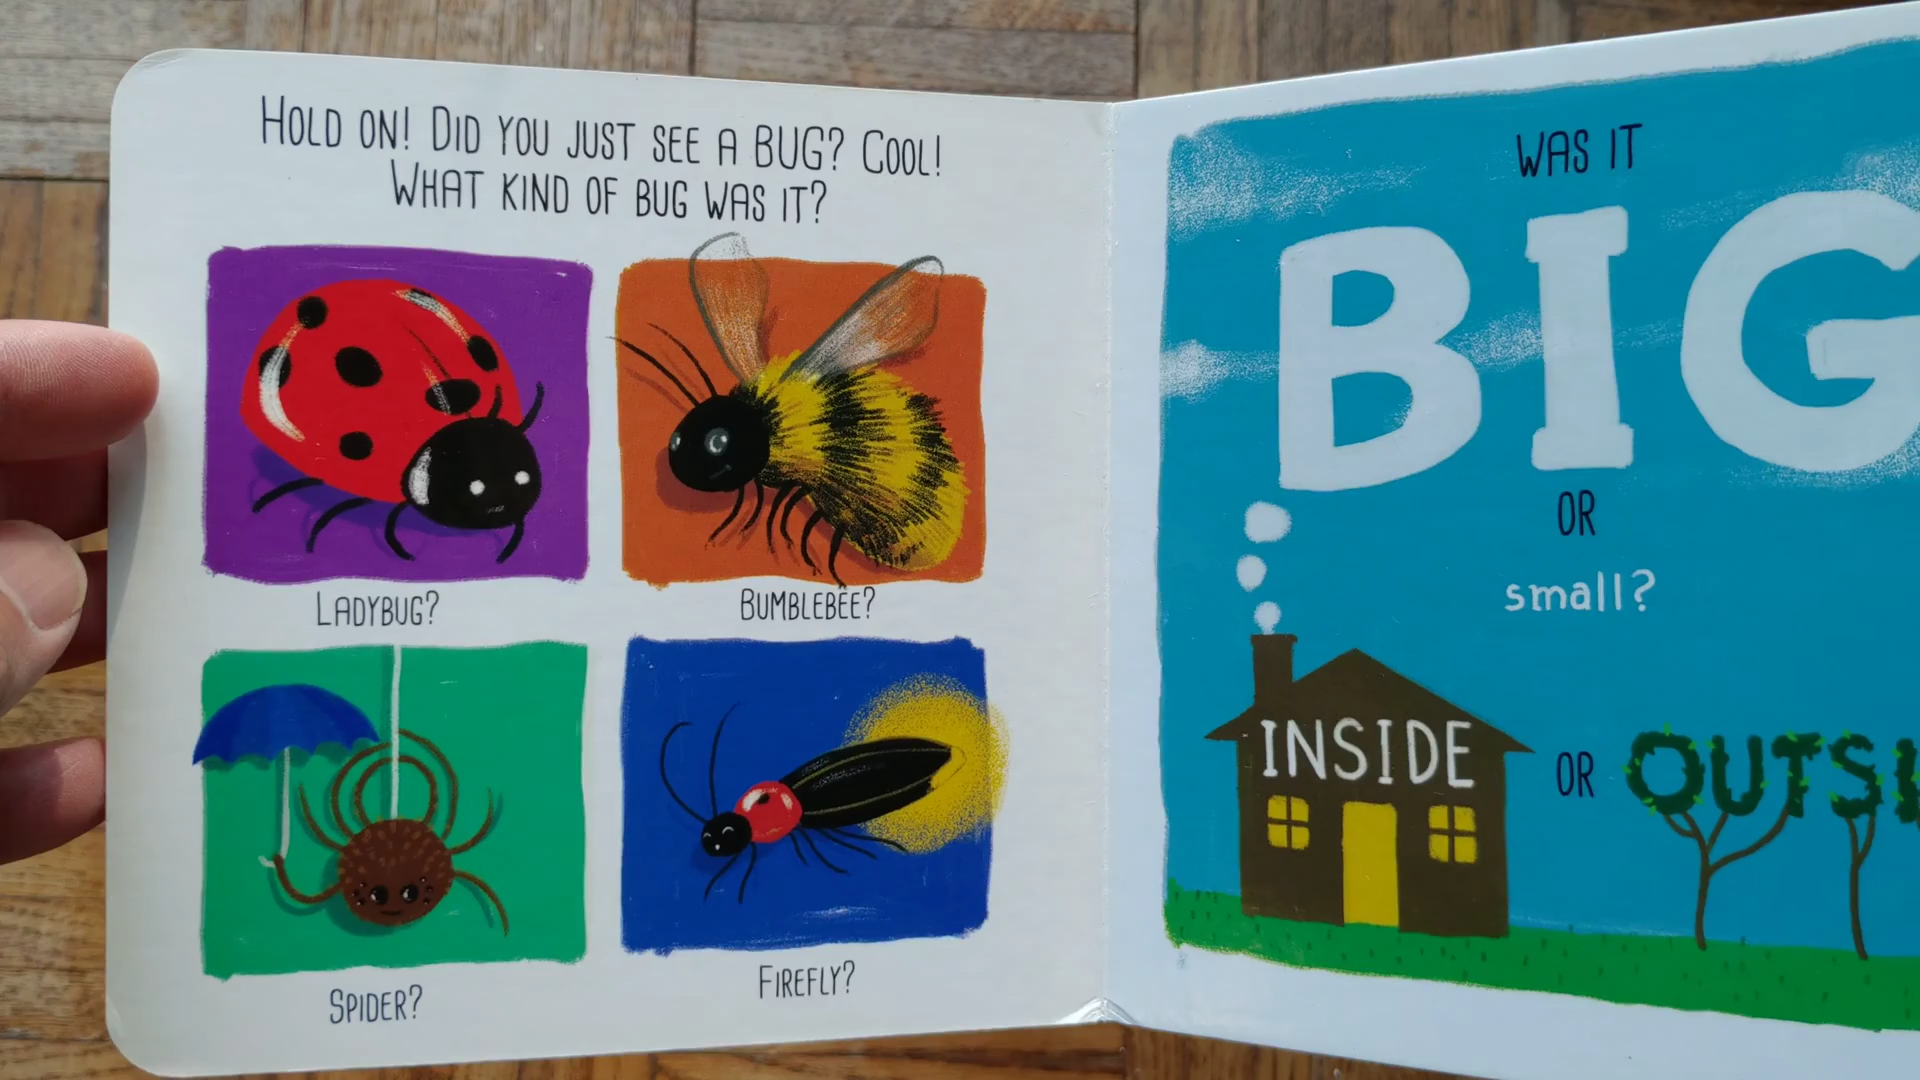 HOLD ON! DID YOU JUST SEE A BUG? COOL!
WHAT KIND OF BUG WAS IT?
LADYBUG?
BUMBLEBEE?
SPIDER?
FIREFLY?
WAS IT
BIG
OR
small?
INSIDE
OR